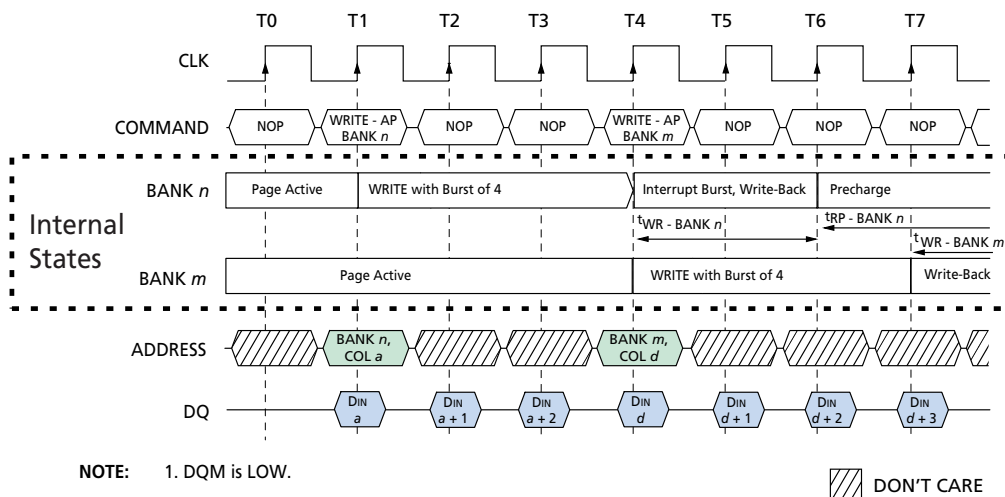 T0 T1 T2 T3 T4 T5 T6 T7
CLK
COMMAND NOP WRITE - AP BANK n NOP NOP WRITE - AP BANK m NOP NOP NOP
BANK n Page Active WRITE with Burst of 4 Interrupt Burst, Write-Back Precharge
Internal States
tWR - BANK n tRP - BANK n
tWR - BANK m
BANK m Page Active WRITE with Burst of 4 Write-Back
ADDRESS BANK n, COL a BANK m, COL d
DQ DIN a DIN a + 1 DIN a + 2 DIN d DIN d + 1 DIN d + 2 DIN d + 3
NOTE: 1. DQM is LOW.
DON'T CARE